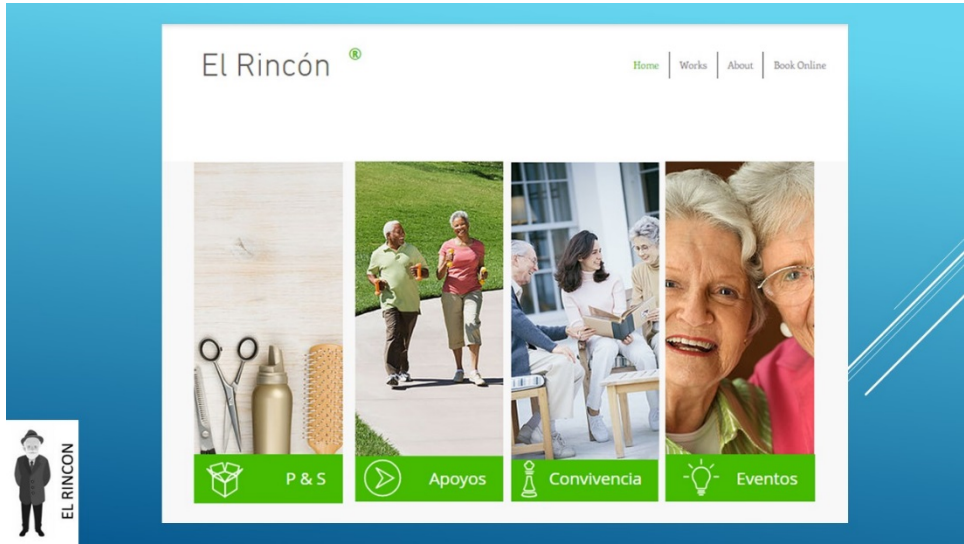 El Rincón ®
Home
Works
About
Book Online
P & S
Apoyos
Convivencia
Eventos
EL RINCON